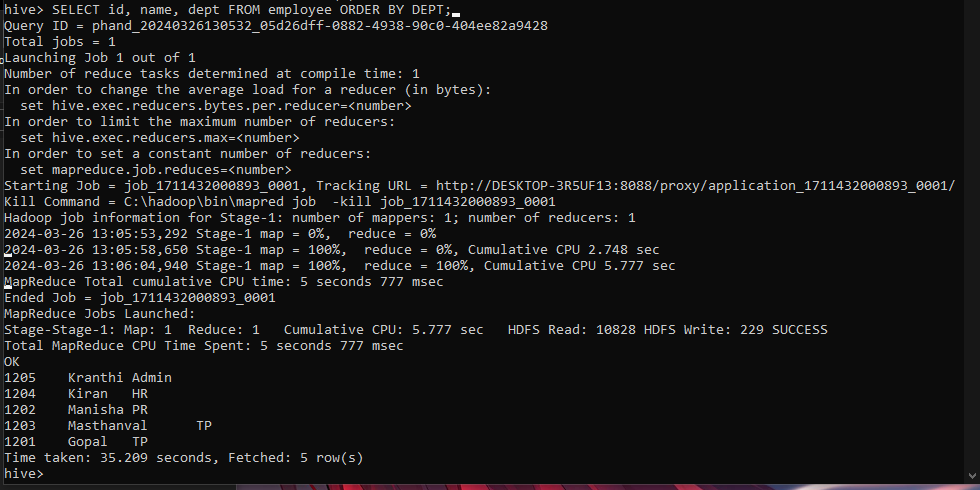 hive> SELECT id, name, dept FROM employee ORDER BY DEPT;
Query ID = phand_20240326130532_05d26dff-0882-4938-90c0-404ee82a9428
Total jobs = 1
Launching Job 1 out of 1
Number of reduce tasks determined at compile time: 1
In order to change the average load for a reducer (in bytes):
  set hive.exec.reducers.bytes.per.reducer=<number>
In order to limit the maximum number of reducers:
  set hive.exec.reducers.max=<number>
In order to set a constant number of reducers:
  set mapreduce.job.reduces=<number>
Starting Job = job_1711432000893_0001, Tracking URL = http://DESKTOP-3R5UF13:8088/proxy/application_1711432000893_0001/
Kill Command = C:\hadoop\bin\mapred job  -kill job_1711432000893_0001
Hadoop job information for Stage-1: number of mappers: 1; number of reducers: 1
2024-03-26 13:05:53,292 Stage-1 map = 0%,  reduce = 0%
2024-03-26 13:05:58,650 Stage-1 map = 100%,  reduce = 0%, Cumulative CPU 2.748 sec
2024-03-26 13:06:04,940 Stage-1 map = 100%,  reduce = 100%, Cumulative CPU 5.777 sec
MapReduce Total cumulative CPU time: 5 seconds 777 msec
Ended Job = job_1711432000893_0001
MapReduce Jobs Launched:
Stage-Stage-1: Map: 1  Reduce: 1   Cumulative CPU: 5.777 sec   HDFS Read: 10828 HDFS Write: 229 SUCCESS
Total MapReduce CPU Time Spent: 5 seconds 777 msec
OK
1205    Kranthi Admin
1204    Kiran   HR
1202    Manisha PR
1203    Masthanval      TP
1201    Gopal   TP
Time taken: 35.209 seconds, Fetched: 5 row(s)
hive>